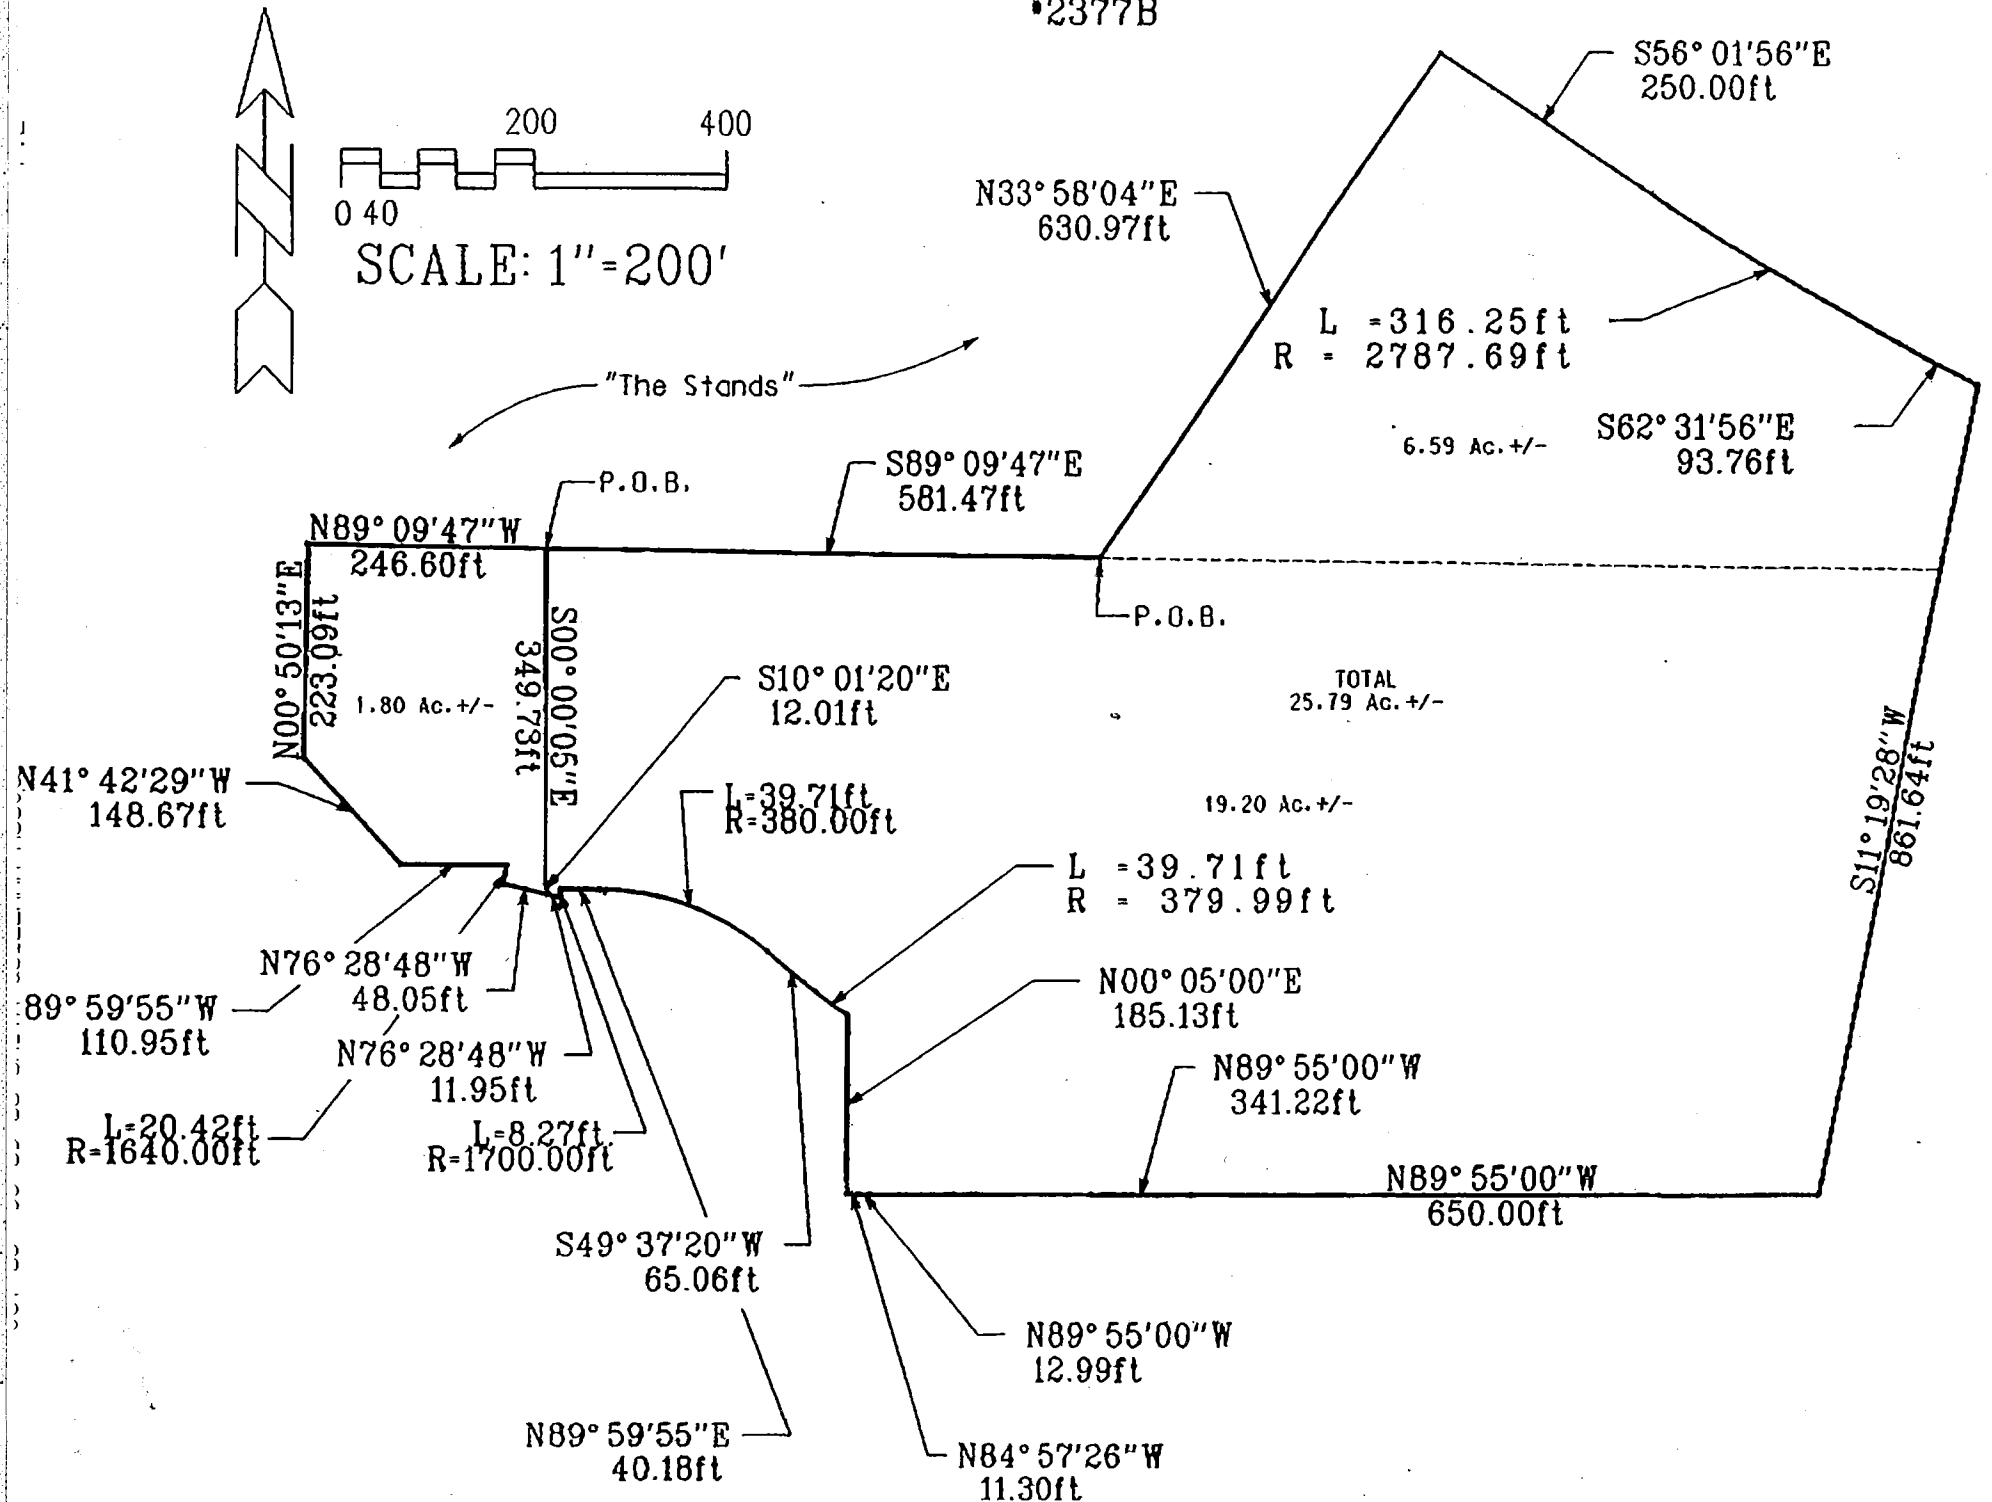 •2377B
S56°01'56"E
250.00ft
200 400
0 40
SCALE: 1"=200'
N33°58'04"E
630.97ft
L =316.25ft
R = 2787.69ft
"The Stands"
6.59 Ac.+/-
S62°31'56"E
93.76ft
S89°09'47"E
581.47ft
P.O.B.
N89°09'47"W
246.60ft
N00°50'13"E
223.09ft
1.80 Ac.+/-
S00°00'05"E
349.73ft
P.O.B.
S10°01'20"E
12.01ft
TOTAL
25.79 Ac.+/-
S11°19'28"W
861.64ft
N41°42'29"W
148.67ft
L=39.71ft
R=380.00ft
19.20 Ac.+/-
L =39.71ft
R = 379.99ft
N76°28'48"W
48.05ft
89°59'55"W
110.95ft
N00°05'00"E
185.13ft
N76°28'48"W
11.95ft
N89°55'00"W
341.22ft
L=20.42ft
R=1640.00ft
L=8.27ft
R=1700.00ft
N89°55'00"W
650.00ft
S49°37'20"W
65.06ft
N89°55'00"W
12.99ft
N89°59'55"E
40.18ft
N84°57'26"W
11.30ft